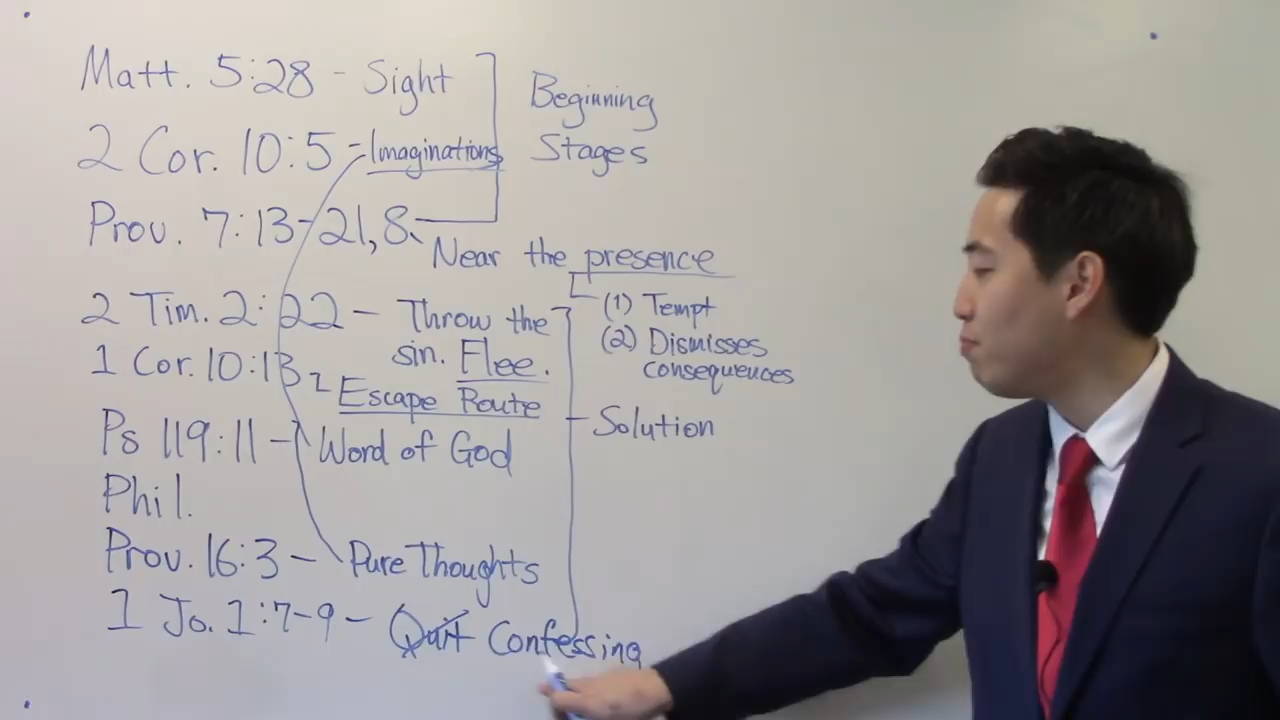 Matt. 5:28 - Sight
Beginning
Stages
2 Cor. 10:5 - Imaginations
Prov. 7:13-21, 8
Near the presence
(1) Tempt
(2) Dismisses
consequences
2 Tim. 2:22 - Throw the
sin. Flee.
1 Cor. 10:13 - Escape Route
Solution
Ps 119:11 - Word of God
Phil.
Prov. 16:3 - Pure Thoughts
1 Jo. 1:7-9 - Quit Confessing